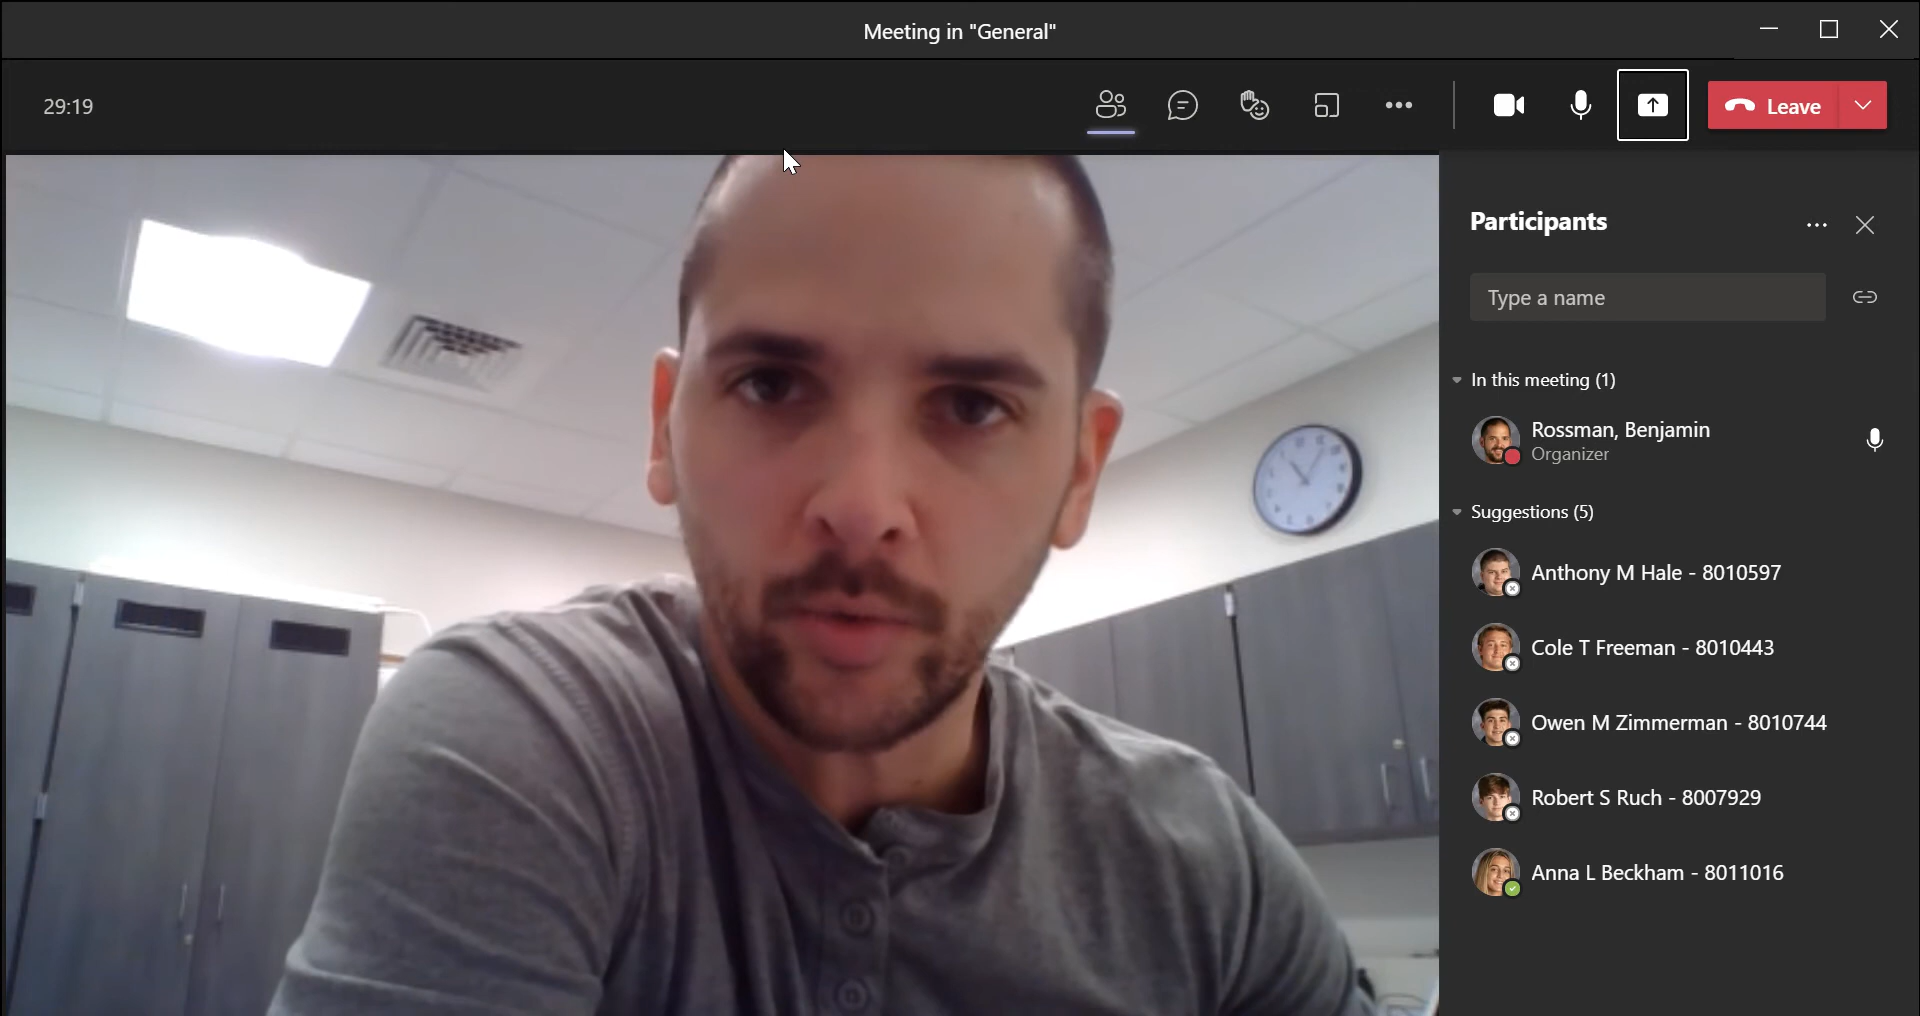 Meeting in "General"
29:19
Leave
Participants
Type a name
In this meeting (1)
Rossman, Benjamin
Organizer
Suggestions (5)
Anthony M Hale - 8010597
Cole T Freeman - 8010443
Owen M Zimmerman - 8010744
Robert S Ruch - 8007929
Anna L Beckham - 8011016